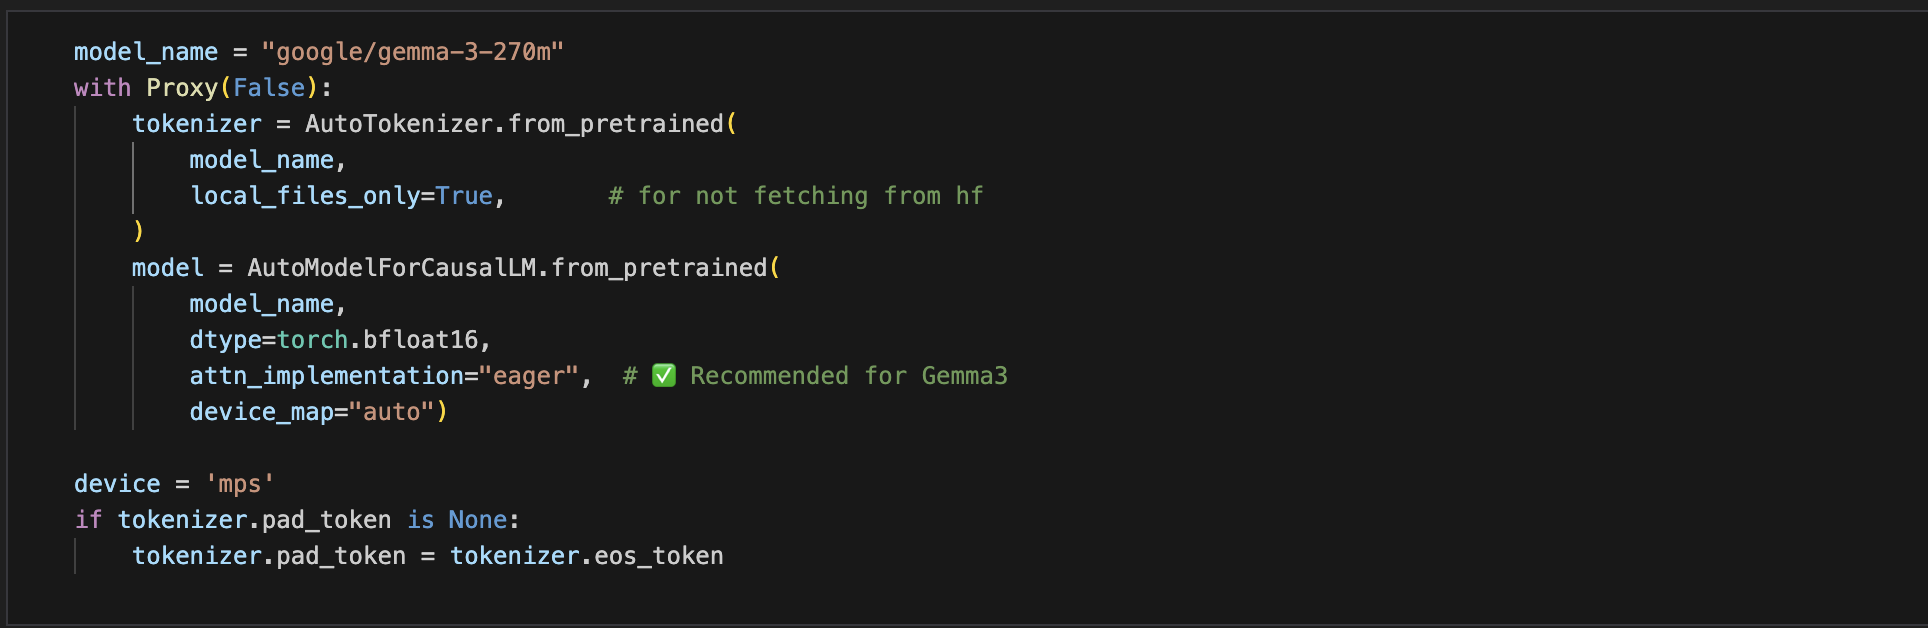 model_name = "google/gemma-3-270m"
with Proxy(False):
    tokenizer = AutoTokenizer.from_pretrained(
        model_name,
        local_files_only=True,       # for not fetching from hf
    )
    model = AutoModelForCausalLM.from_pretrained(
        model_name,
        dtype=torch.bfloat16,
        attn_implementation="eager",  # ✅ Recommended for Gemma3
        device_map="auto")

device = 'mps'
if tokenizer.pad_token is None:
    tokenizer.pad_token = tokenizer.eos_token